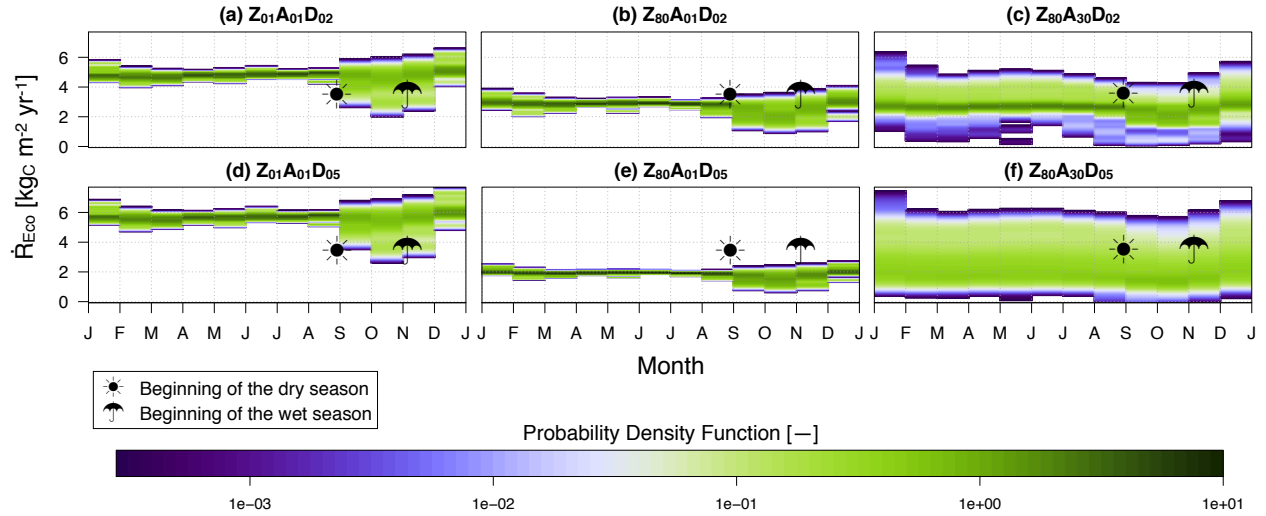 (a) Z₀₁A₀₁D₀₂ (b) Z₈₀A₀₁D₀₂ (c) Z₈₀A₃₀D₀₂
6
4
2
0
(d) Z₀₁A₀₁D₀₅ (e) Z₈₀A₀₁D₀₅ (f) Z₈₀A₃₀D₀₅
6
4
2
0
Ṙ_Eco [kg_C m⁻² yr⁻¹]
J F M A M J J A S O N D J J F M A M J J A S O N D J J F M A M J J A S O N D J
Month
Beginning of the dry season
Beginning of the wet season
Probability Density Function [—]
1e−03 1e−02 1e−01 1e+00 1e+01